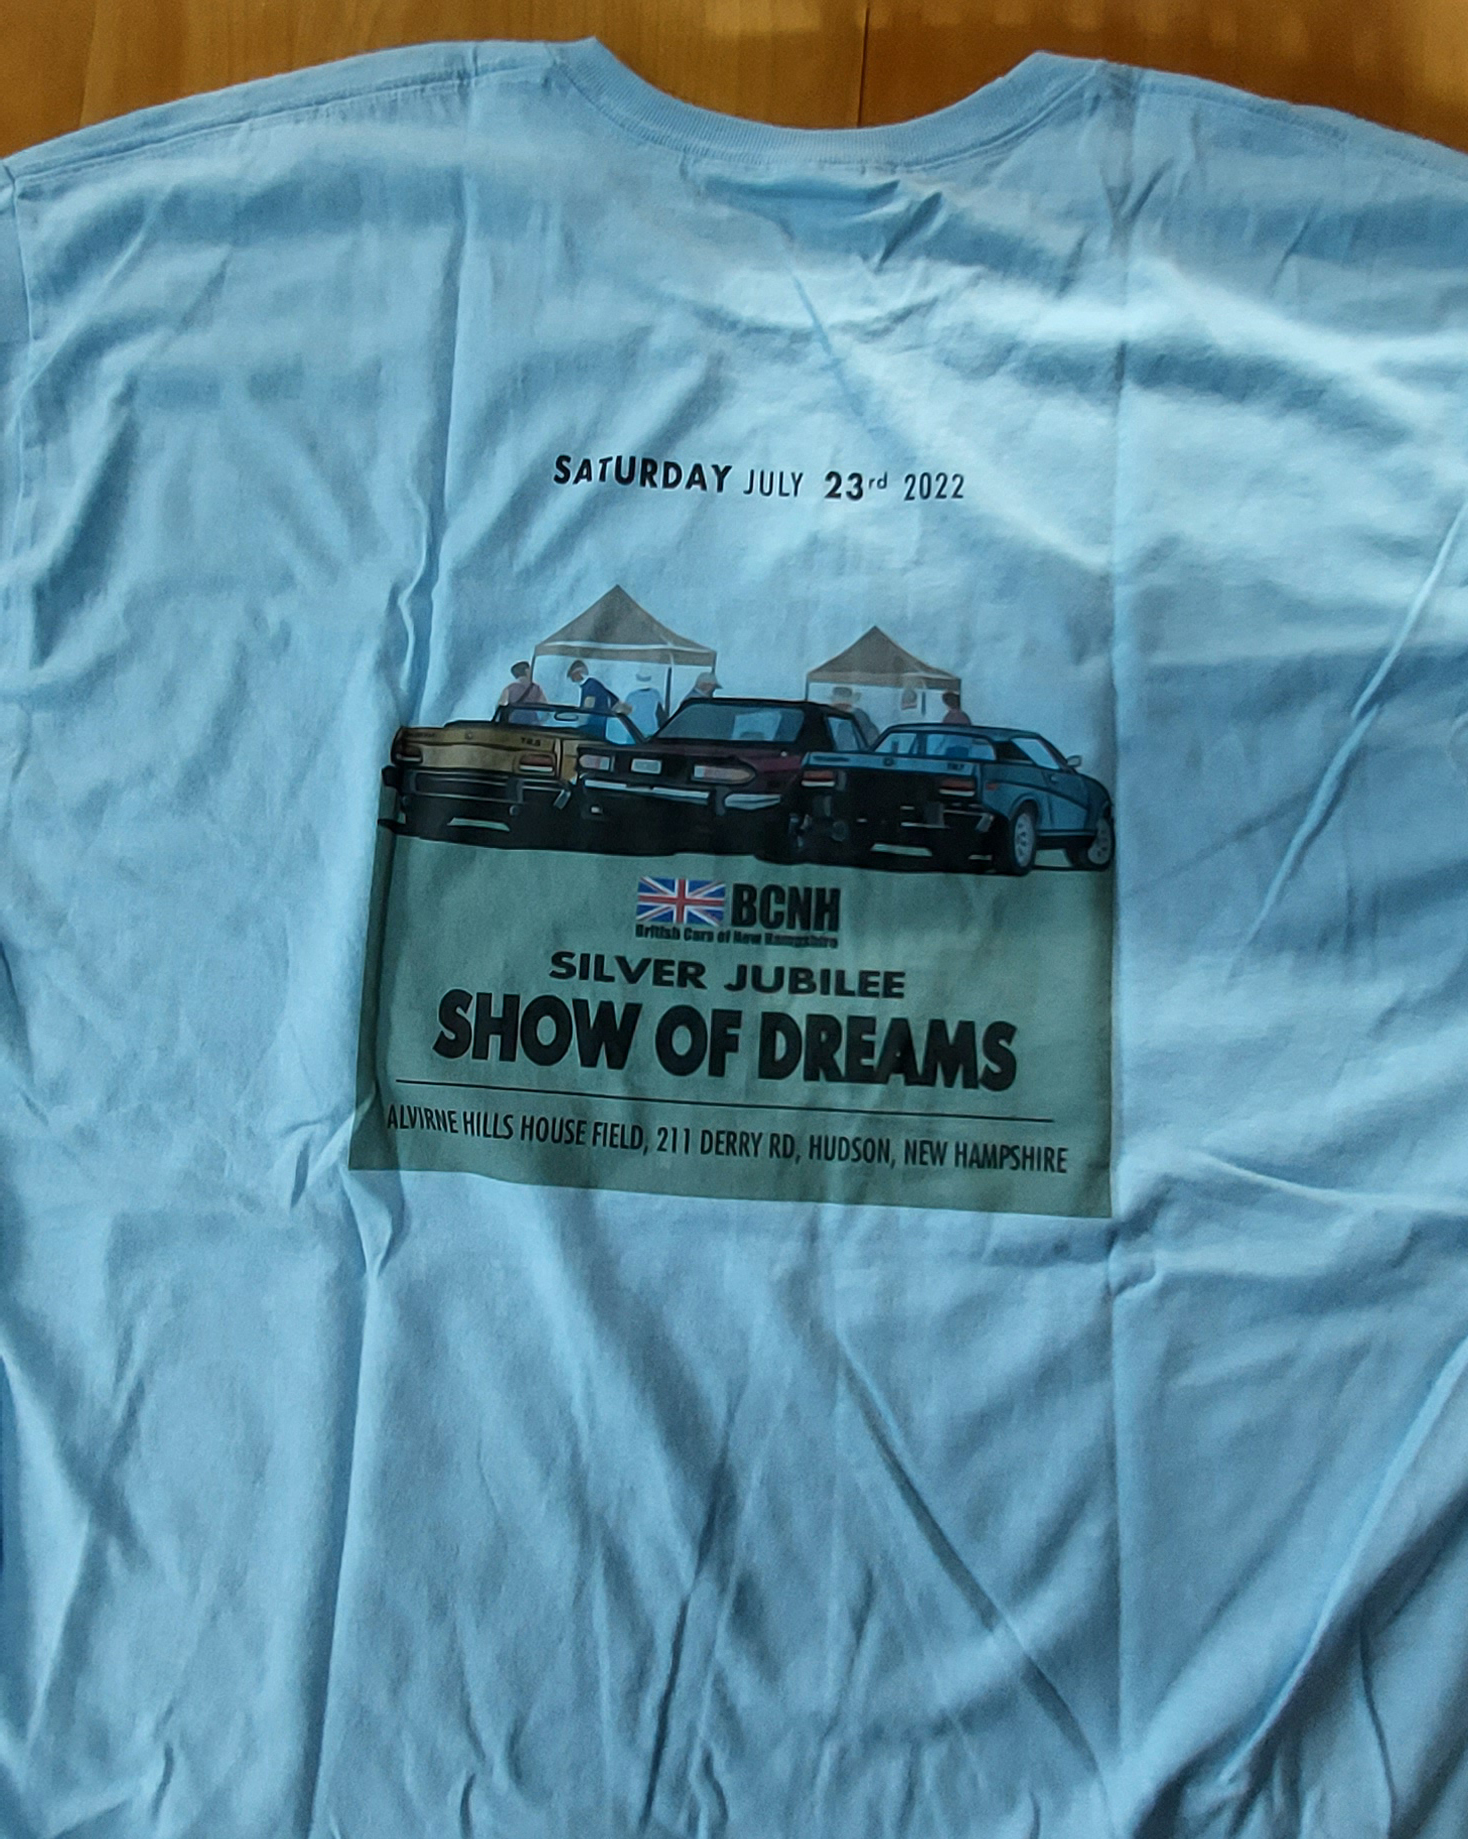 SATURDAY JULY 23rd 2022
BCNH
British Cars of New Hampshire
SILVER JUBILEE
SHOW OF DREAMS
ALVIRNE HILLS HOUSE FIELD, 211 DERRY RD, HUDSON, NEW HAMPSHIRE